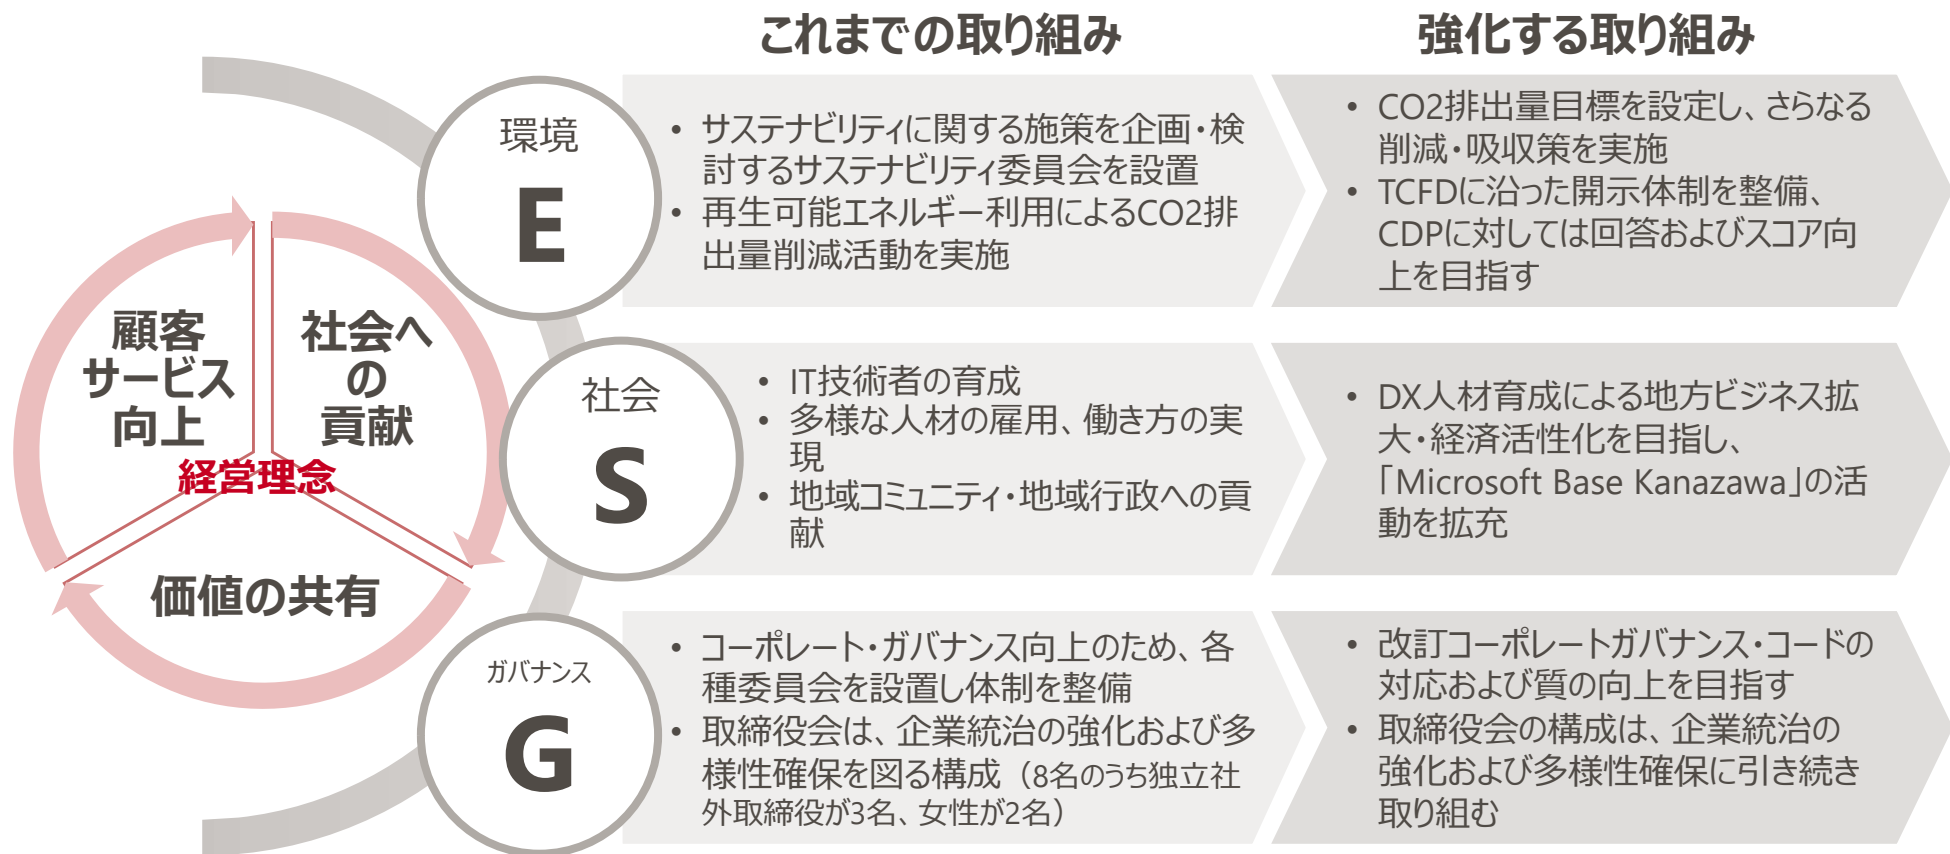 これまでの取り組み
強化する取り組み
顧客
サービス
向上
社会へ
の
貢献
経営理念
価値の共有
環境
E
• サステナビリティに関する施策を企画・検
討するサステナビリティ委員会を設置
• 再生可能エネルギー利用によるCO2排
出量削減活動を実施
• CO2排出量目標を設定し、さらなる
削減・吸収策を実施
• TCFDに沿った開示体制を整備、
CDPに対しては回答およびスコア向
上を目指す
社会
S
• IT技術者の育成
• 多様な人材の雇用、働き方の実
現
• 地域コミュニティ・地域行政への貢
献
• DX人材育成による地方ビジネス拡
大・経済活性化を目指し、
「Microsoft Base Kanazawa」の活
動を拡充
ガバナンス
G
• コーポレート・ガバナンス向上のため、各
種委員会を設置し体制を整備
• 取締役会は、企業統治の強化および多
様性確保を図る構成（8名のうち独立社
外取締役が3名、女性が2名）
• 改訂コーポレートガバナンス・コードの
対応および質の向上を目指す
• 取締役会の構成は、企業統治の
強化および多様性確保に引き続き
取り組む